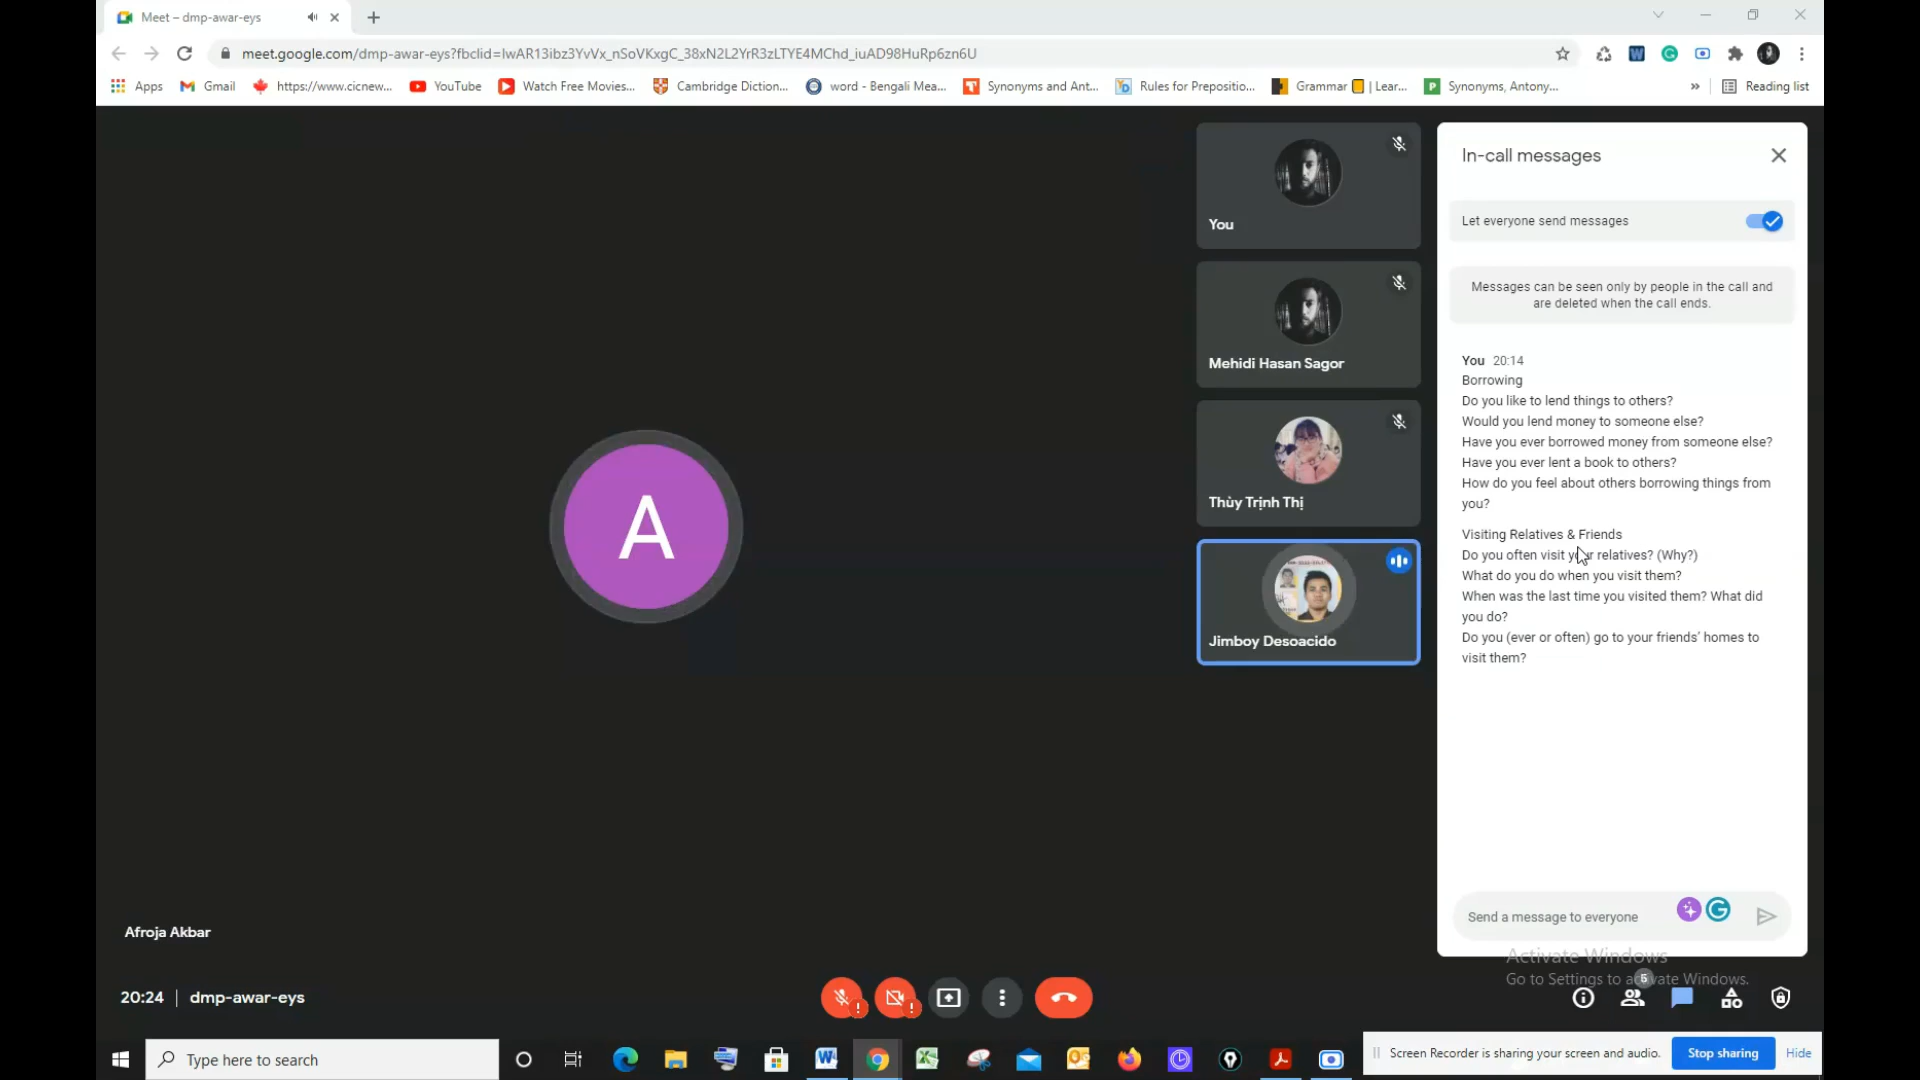 Meet – dmp-awar-eys
meet.google.com/dmp-awar-eys?fbclid=IwAR13ibz3YvVx_nSoVKxgC_38xN2L2YrR3zLTYE4MChd_iuAD98HuRp6zn6U
Apps Gmail https://www.cicnew... YouTube Watch Free Movies... Cambridge Diction... word - Bengali Mea... Synonyms and Ant... Rules for Prepositio... Grammar | Lear... Synonyms, Antony... » Reading list
You
Mehidi Hasan Sagor
Thùy Trịnh Thị
Jimboy Desoacido
A
Afroja Akbar
In-call messages
Let everyone send messages
Messages can be seen only by people in the call and
are deleted when the call ends.
You 20:14
Borrowing
Do you like to lend things to others?
Would you lend money to someone else?
Have you ever borrowed money from someone else?
Have you ever lent a book to others?
How do you feel about others borrowing things from
you?
Visiting Relatives & Friends
Do you often visit your relatives? (Why?)
What do you do when you visit them?
When was the last time you visited them? What did
you do?
Do you (ever or often) go to your friends' homes to
visit them?
Send a message to everyone
Activate Windows
Go to Settings to activate Windows.
20:24 | dmp-awar-eys
5
Type here to search
Screen Recorder is sharing your screen and audio. Stop sharing Hide